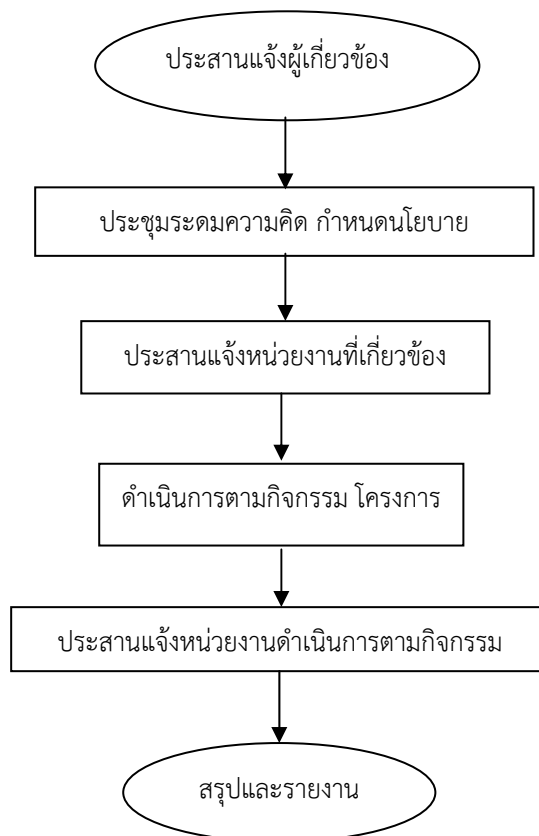 ประสานแจ้งผู้เกี่ยวข้อง
ประชุมระดมความคิด กำหนดนโยบาย
ประสานแจ้งหน่วยงานที่เกี่ยวข้อง
ดำเนินการตามกิจกรรม โครงการ
ประสานแจ้งหน่วยงานดำเนินการตามกิจกรรม
สรุปและรายงาน